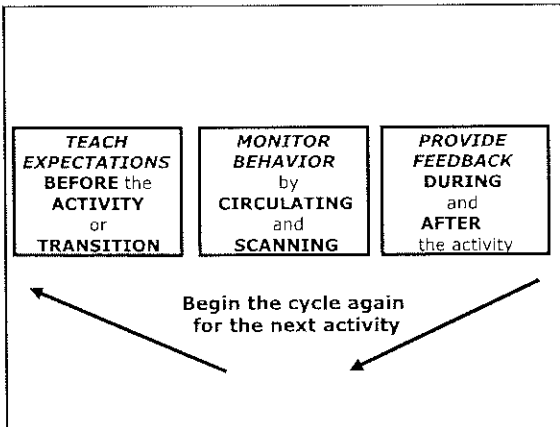 TEACH
EXPECTATIONS
BEFORE the
ACTIVITY
or
TRANSITION
MONITOR
BEHAVIOR
by
CIRCULATING
and
SCANNING
PROVIDE
FEEDBACK
DURING
and
AFTER
the activity
Begin the cycle again
for the next activity